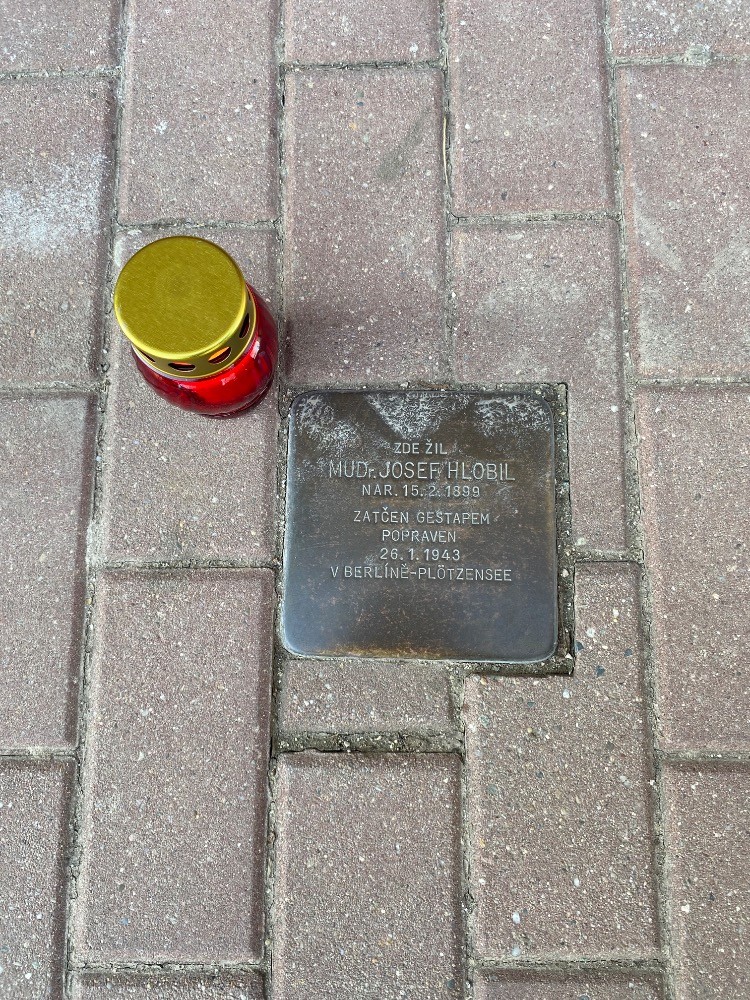 ZDE ŽIL
MUDr. JOSEF HLOBIL
NAR. 15. 2. 1899
ZATČEN GESTAPEM
POPRAVEN
26. 1. 1943
V BERLÍNĚ-PLÖTZENSEE